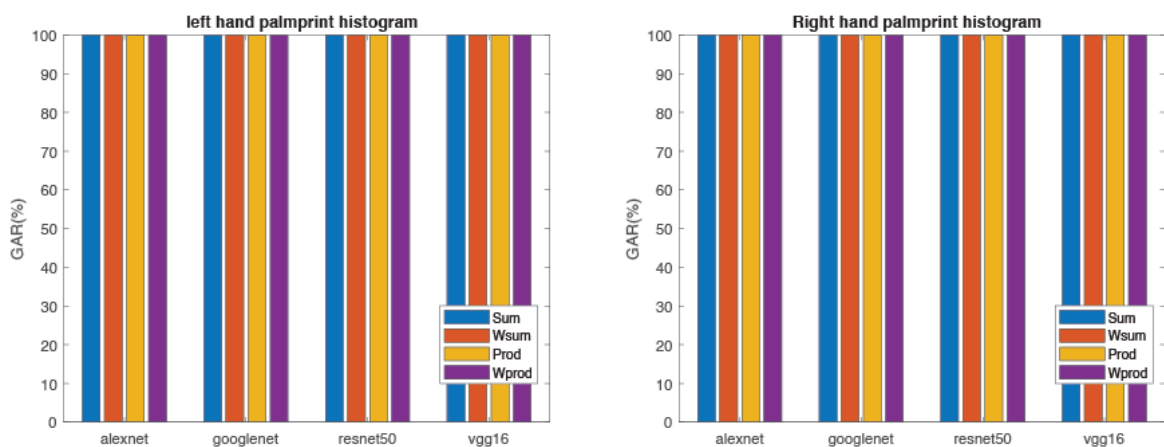 left hand palmprint histogram
100
90
80
70
60
50
40
30
20
10
0
GAR(%)
alexnet googlenet resnet50 vgg16
Sum
Wsum
Prod
Wprod
Right hand palmprint histogram
100
90
80
70
60
50
40
30
20
10
0
GAR(%)
alexnet googlenet resnet50 vgg16
Sum
Wsum
Prod
Wprod